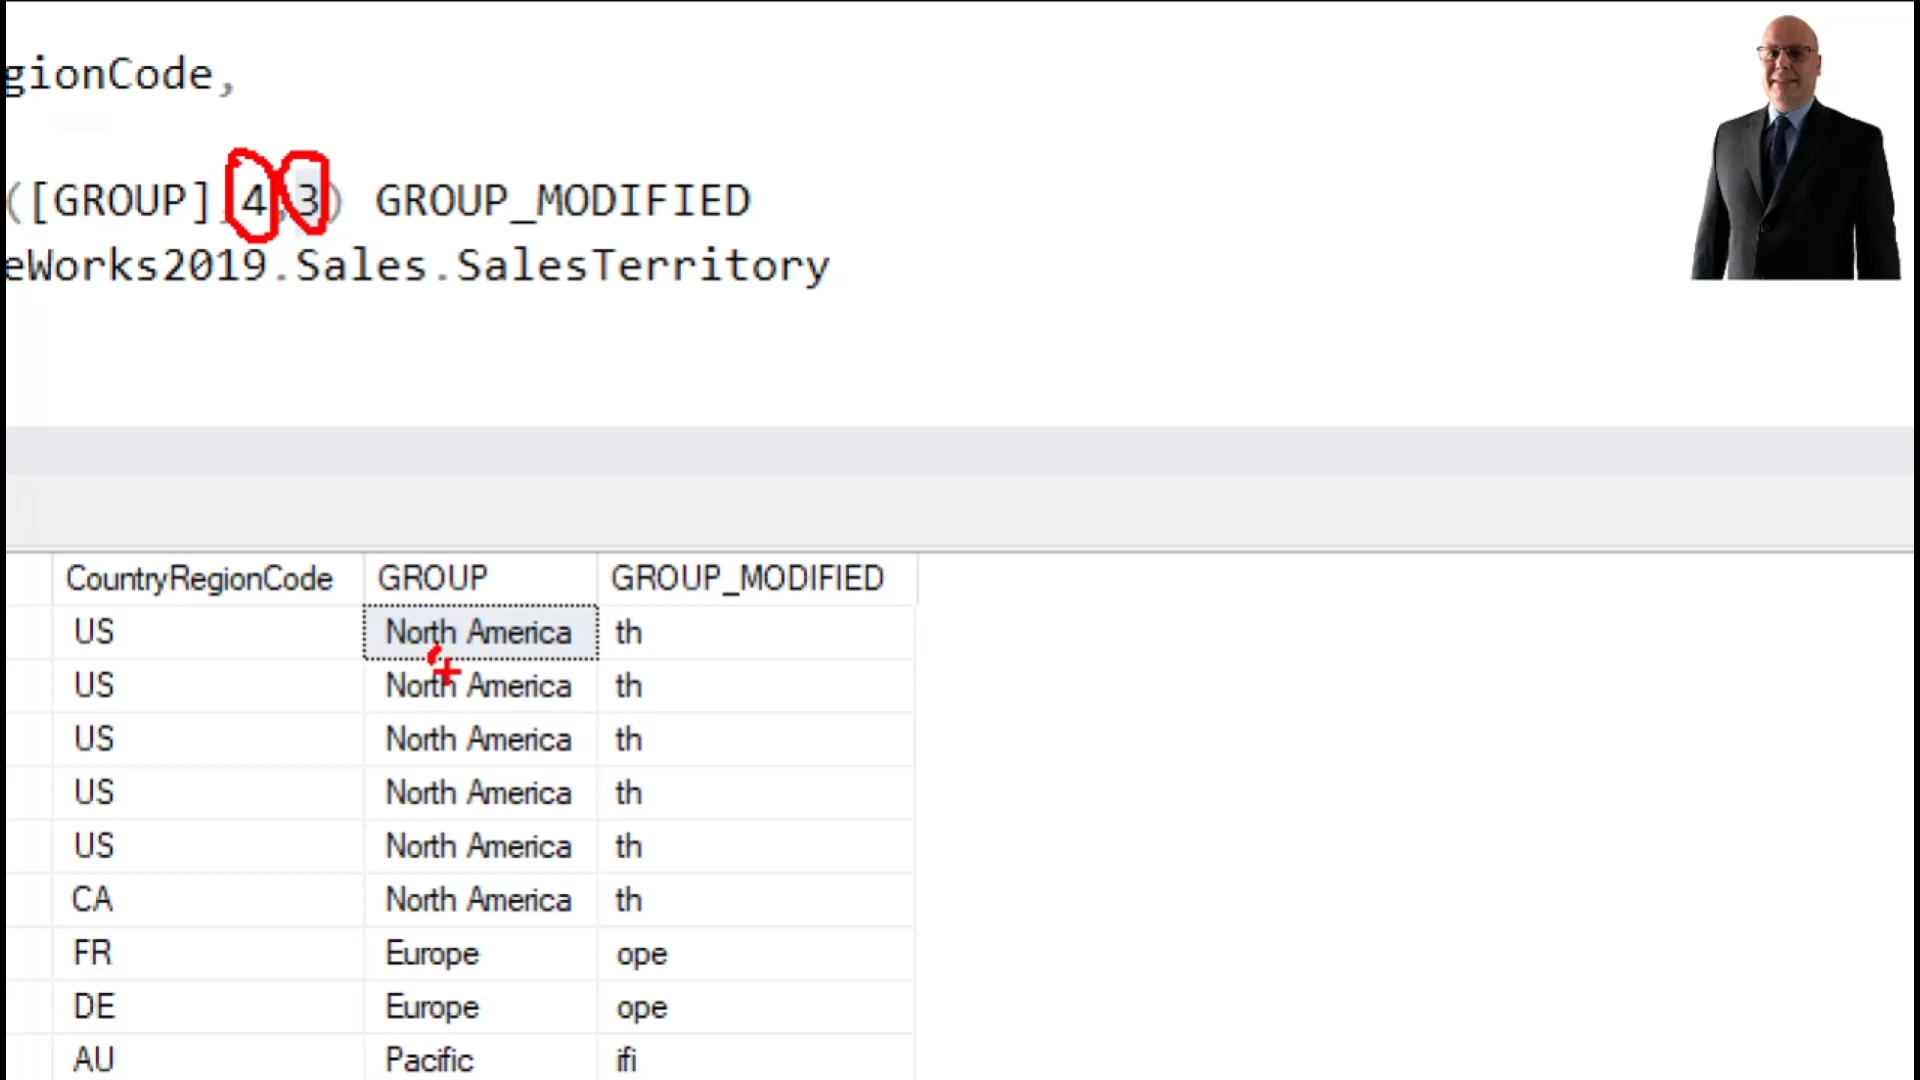 gionCode,
([GROUP],4,3) GROUP_MODIFIED
eWorks2019.Sales.SalesTerritory
CountryRegionCode GROUP GROUP_MODIFIED
US North America th
US North America th
US North America th
US North America th
US North America th
CA North America th
FR Europe ope
DE Europe ope
AU Pacific ifi